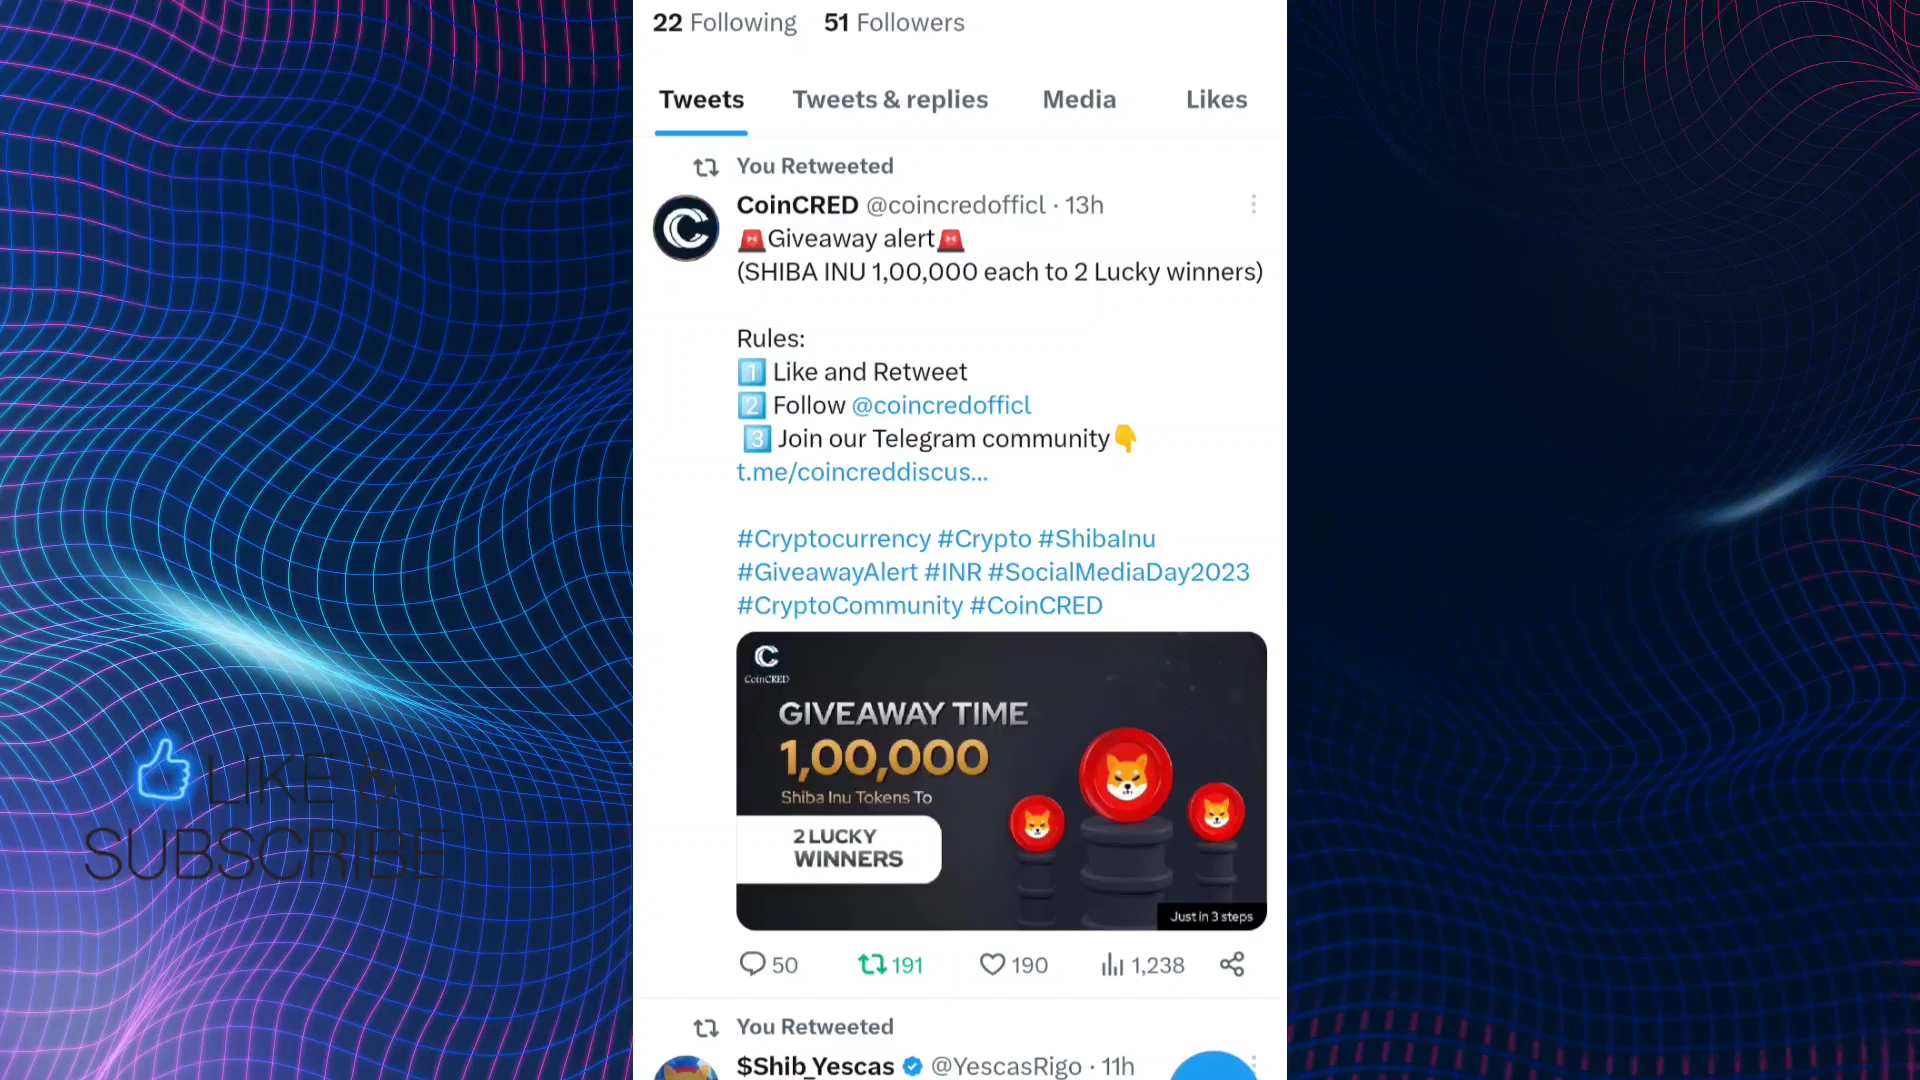 22 Following 51 Followers
Tweets Tweets & replies Media Likes
You Retweeted
CoinCRED @coincredofficl · 13h
🚨Giveaway alert🚨
(SHIBA INU 1,00,000 each to 2 Lucky winners)
Rules:
1️⃣ Like and Retweet
2️⃣ Follow @coincredofficl
3️⃣ Join our Telegram community👇
t.me/coincreddiscus...
#Cryptocurrency #Crypto #ShibaInu
#GiveawayAlert #INR #SocialMediaDay2023
#CryptoCommunity #CoinCRED
CoinCRED
GIVEAWAY TIME
1,00,000
Shiba Inu Tokens To
2 LUCKY
WINNERS
Just in 3 steps
50 191 190 1,238
You Retweeted
$Shib_Yescas @YescasRigo · 11h
LIKE &
SUBSCRIBE